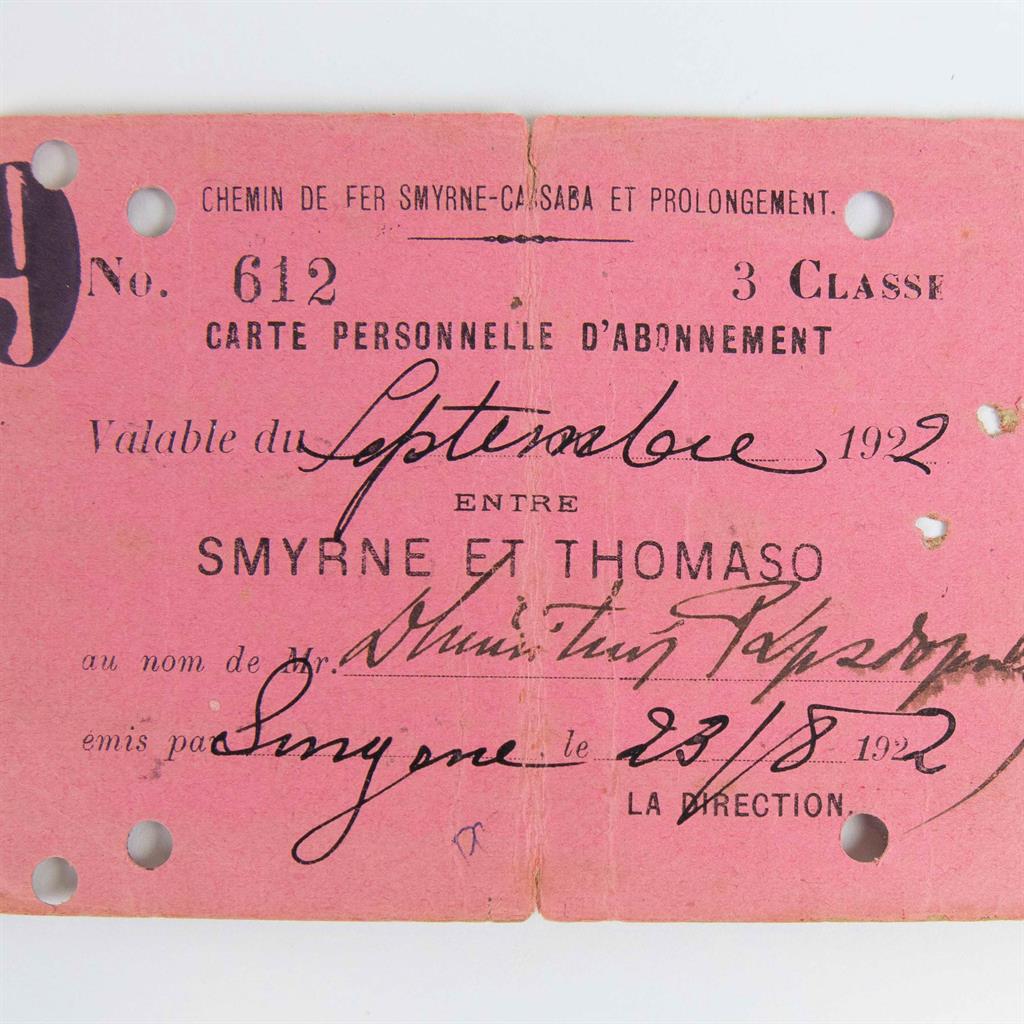 9
CHEMIN DE FER SMYRNE-CASSABA ET PROLONGEMENT.
No. 612 3 CLASSE
CARTE PERSONNELLE D'ABONNEMENT
Valable du Septembre 1922
ENTRE
SMYRNE ET THOMASO
au nom de Mr.
émis par Smyrne le 23/8 1922
LA DIRECTION.